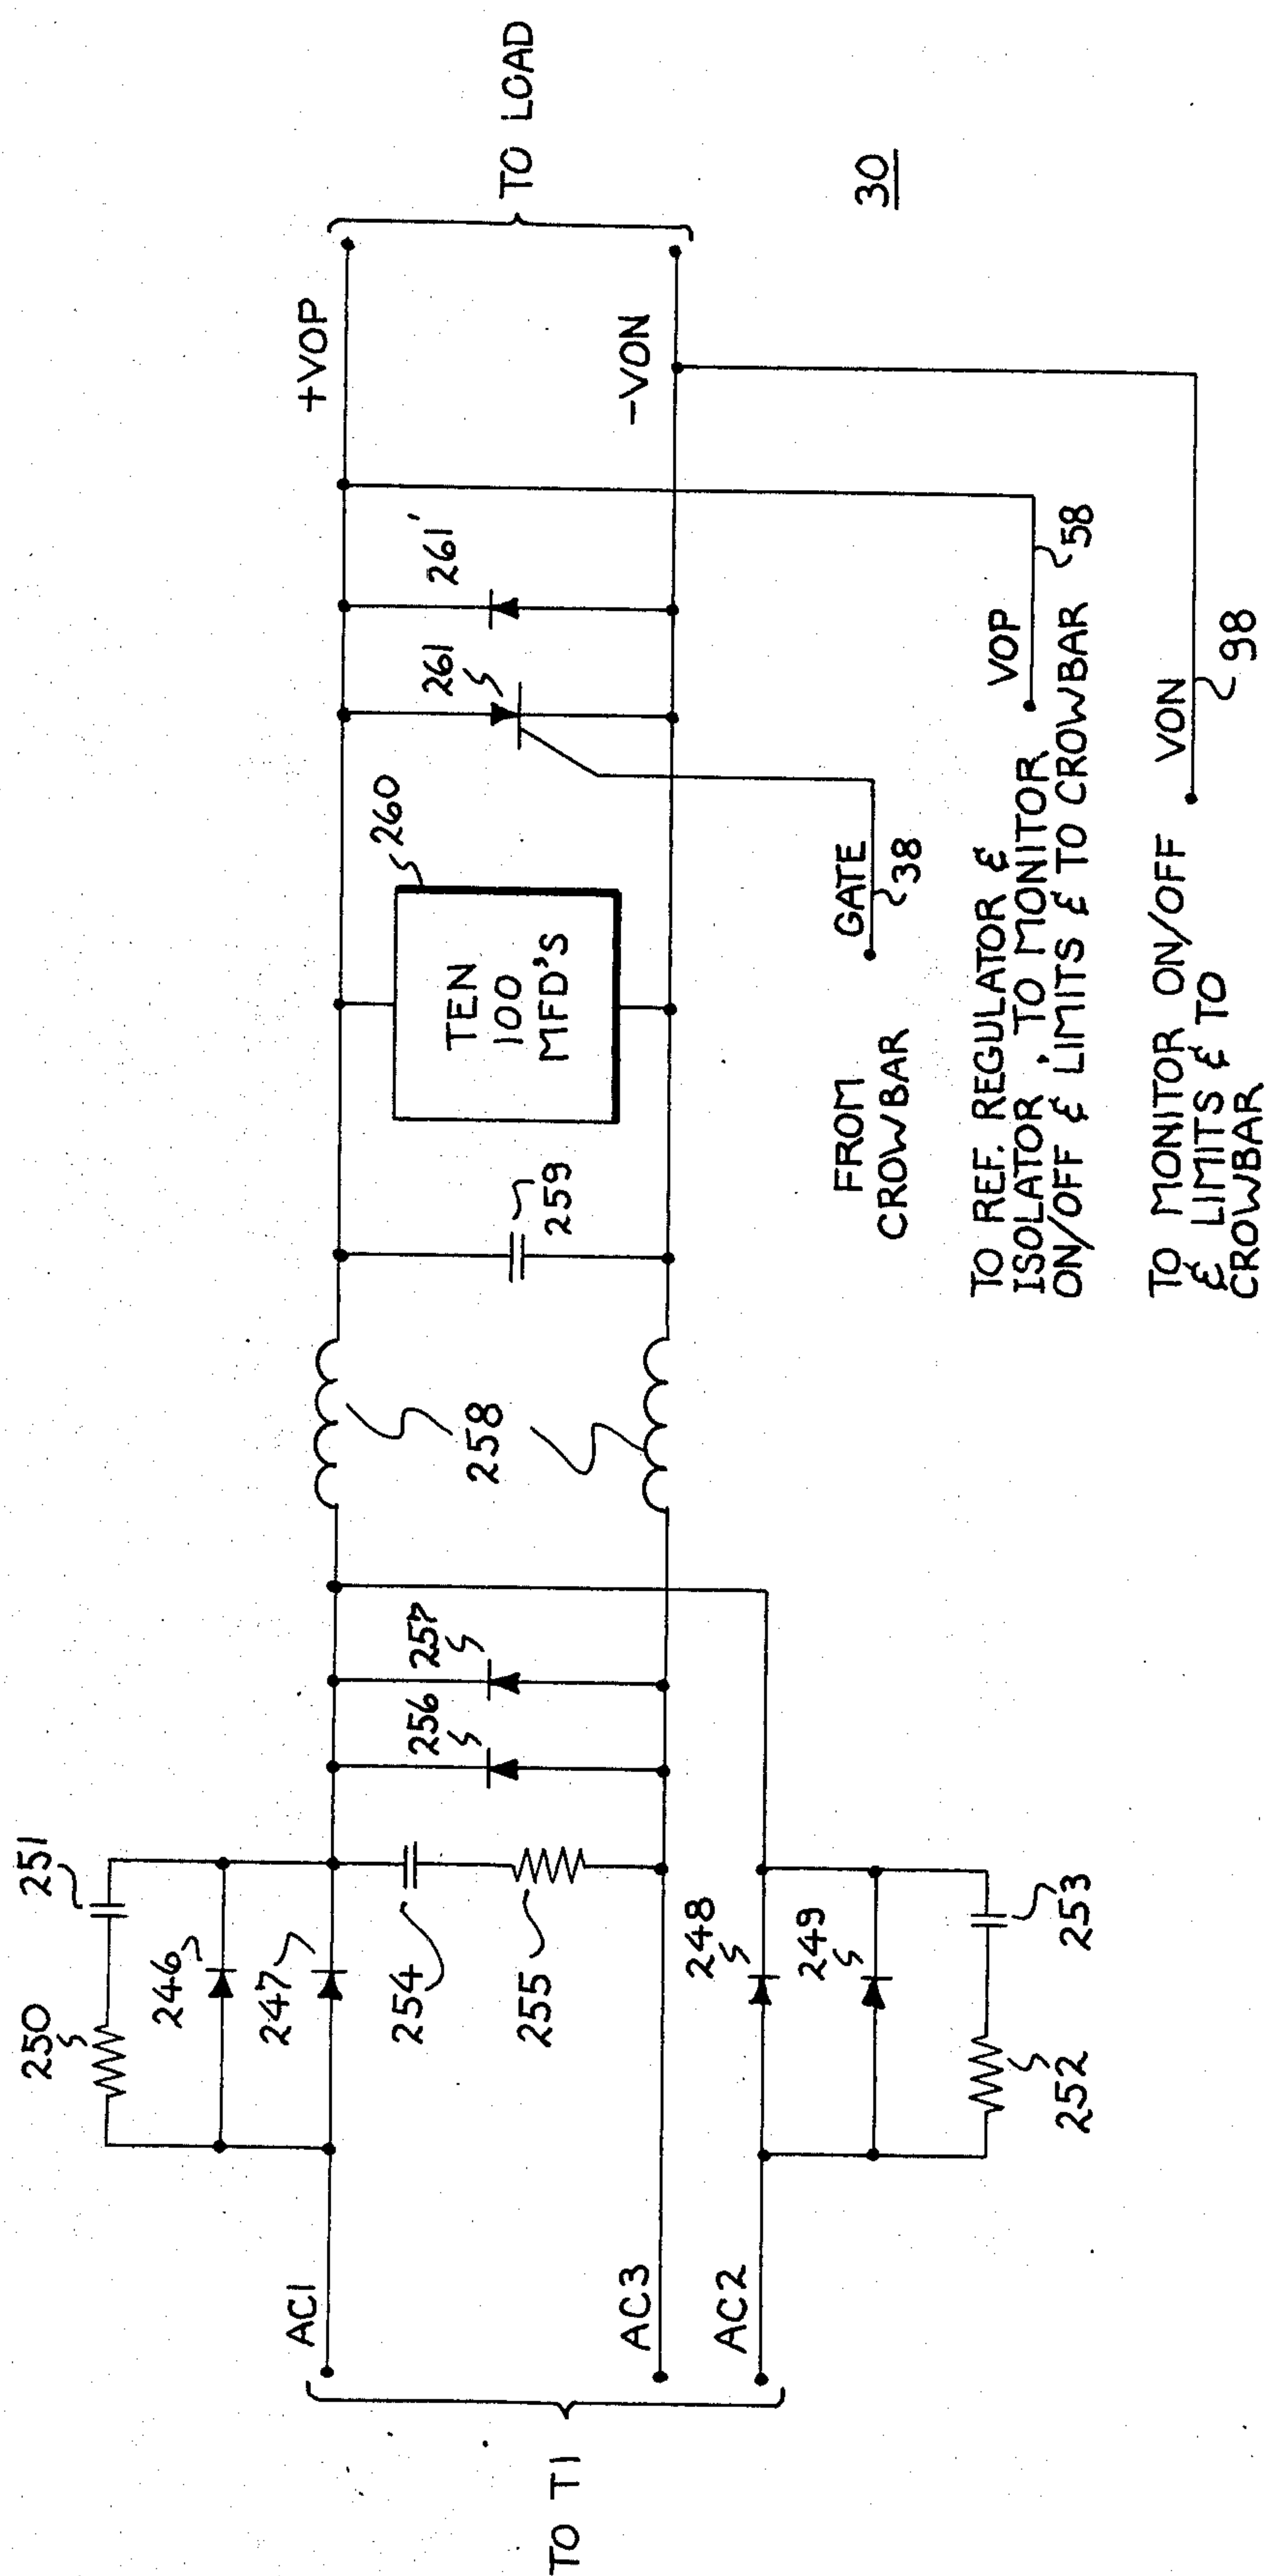 251
250
246
247
AC1
254
255
256
257
AC3
AC2
TO T1
248
249
253
252
258
259
260
TEN
100
MFD'S
261
261'
+VOP
-VON
TO LOAD
30
FROM
CROWBAR
GATE
38
TO REF. REGULATOR &
ISOLATOR, TO MONITOR
ON/OFF & LIMITS & TO CROWBAR
VOP
58
TO MONITOR ON/OFF
& LIMITS & TO
CROWBAR
VON
98